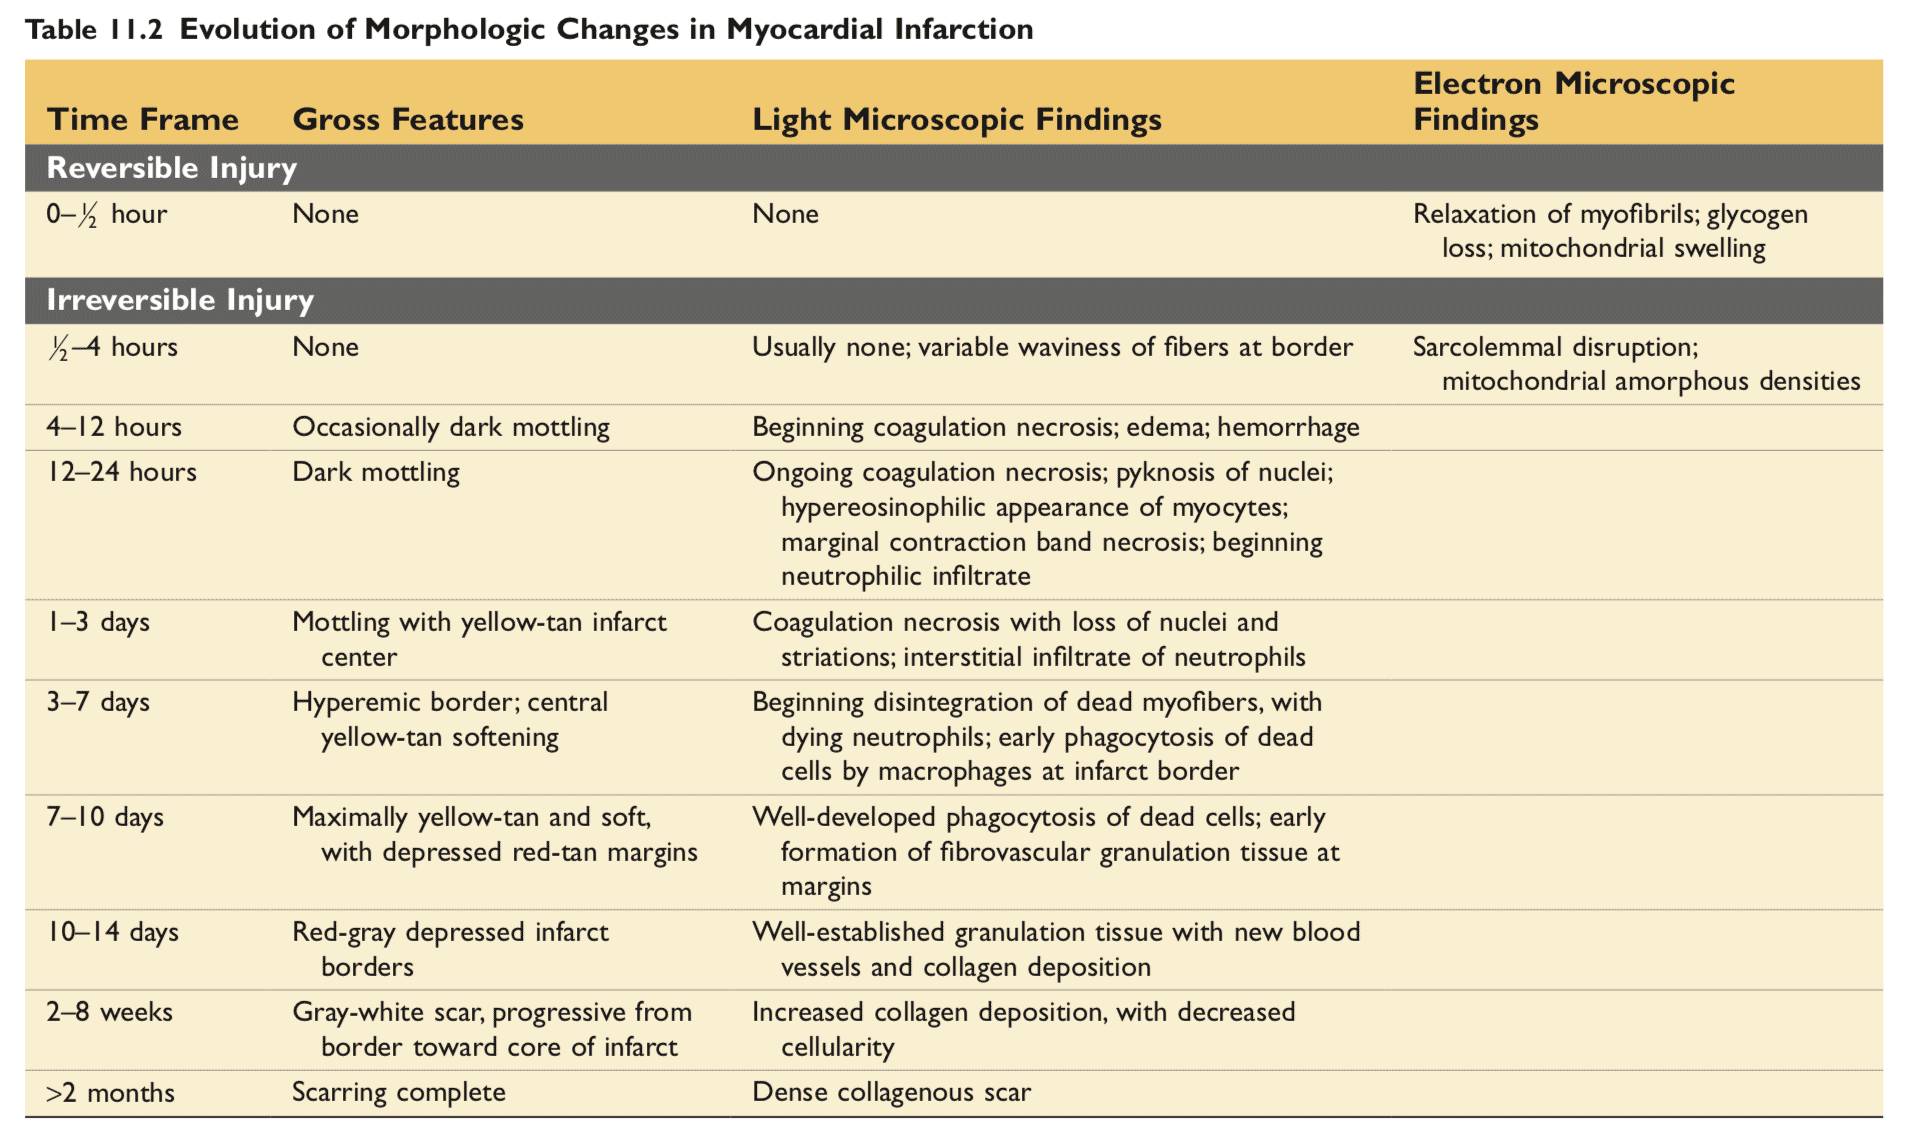 Table 11.2 Evolution of Morphologic Changes in Myocardial Infarction
Time Frame Gross Features Light Microscopic Findings Electron Microscopic Findings
Reversible Injury
0–½ hour None None Relaxation of myofibrils; glycogen
loss; mitochondrial swelling
Irreversible Injury
½–4 hours None Usually none; variable waviness of fibers at border Sarcolemmal disruption;
mitochondrial amorphous densities
4–12 hours Occasionally dark mottling Beginning coagulation necrosis; edema; hemorrhage
12–24 hours Dark mottling Ongoing coagulation necrosis; pyknosis of nuclei;
hypereosinophilic appearance of myocytes;
marginal contraction band necrosis; beginning
neutrophilic infiltrate
1–3 days Mottling with yellow-tan infarct Coagulation necrosis with loss of nuclei and
center striations; interstitial infiltrate of neutrophils
3–7 days Hyperemic border; central Beginning disintegration of dead myofibers, with
yellow-tan softening dying neutrophils; early phagocytosis of dead
cells by macrophages at infarct border
7–10 days Maximally yellow-tan and soft, Well-developed phagocytosis of dead cells; early
with depressed red-tan margins formation of fibrovascular granulation tissue at
margins
10–14 days Red-gray depressed infarct Well-established granulation tissue with new blood
borders vessels and collagen deposition
2–8 weeks Gray-white scar, progressive from Increased collagen deposition, with decreased
border toward core of infarct cellularity
>2 months Scarring complete Dense collagenous scar